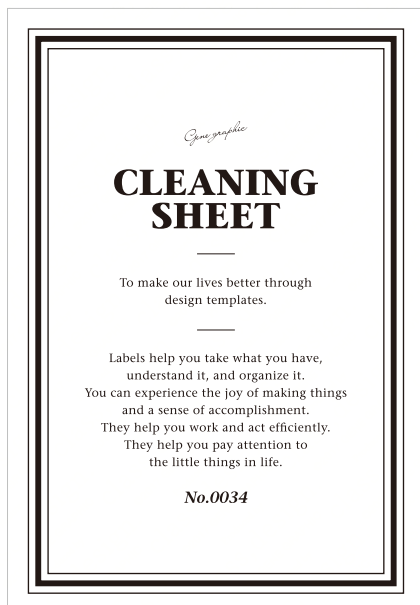 Gene graphic
CLEANING
SHEET
To make our lives better through
design templates.
Labels help you take what you have,
understand it, and organize it.
You can experience the joy of making things
and a sense of accomplishment.
They help you work and act efficiently.
They help you pay attention to
the little things in life.
No.0034